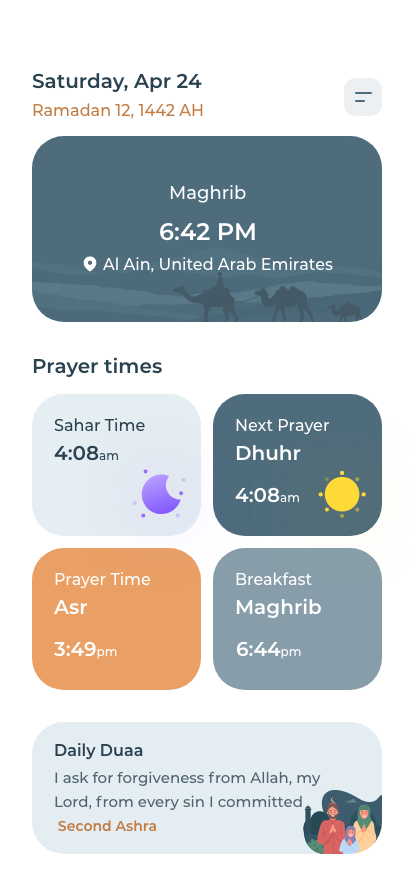 Saturday, Apr 24
Ramadan 12, 1442 AH
Maghrib
6:42 PM
Al Ain, United Arab Emirates
Prayer times
Sahar Time
4:08am
Next Prayer
Dhuhr
4:08am
Prayer Time
Asr
3:49pm
Breakfast
Maghrib
6:44pm
Daily Duaa
I ask for forgiveness from Allah, my
Lord, from every sin I committed
Second Ashra